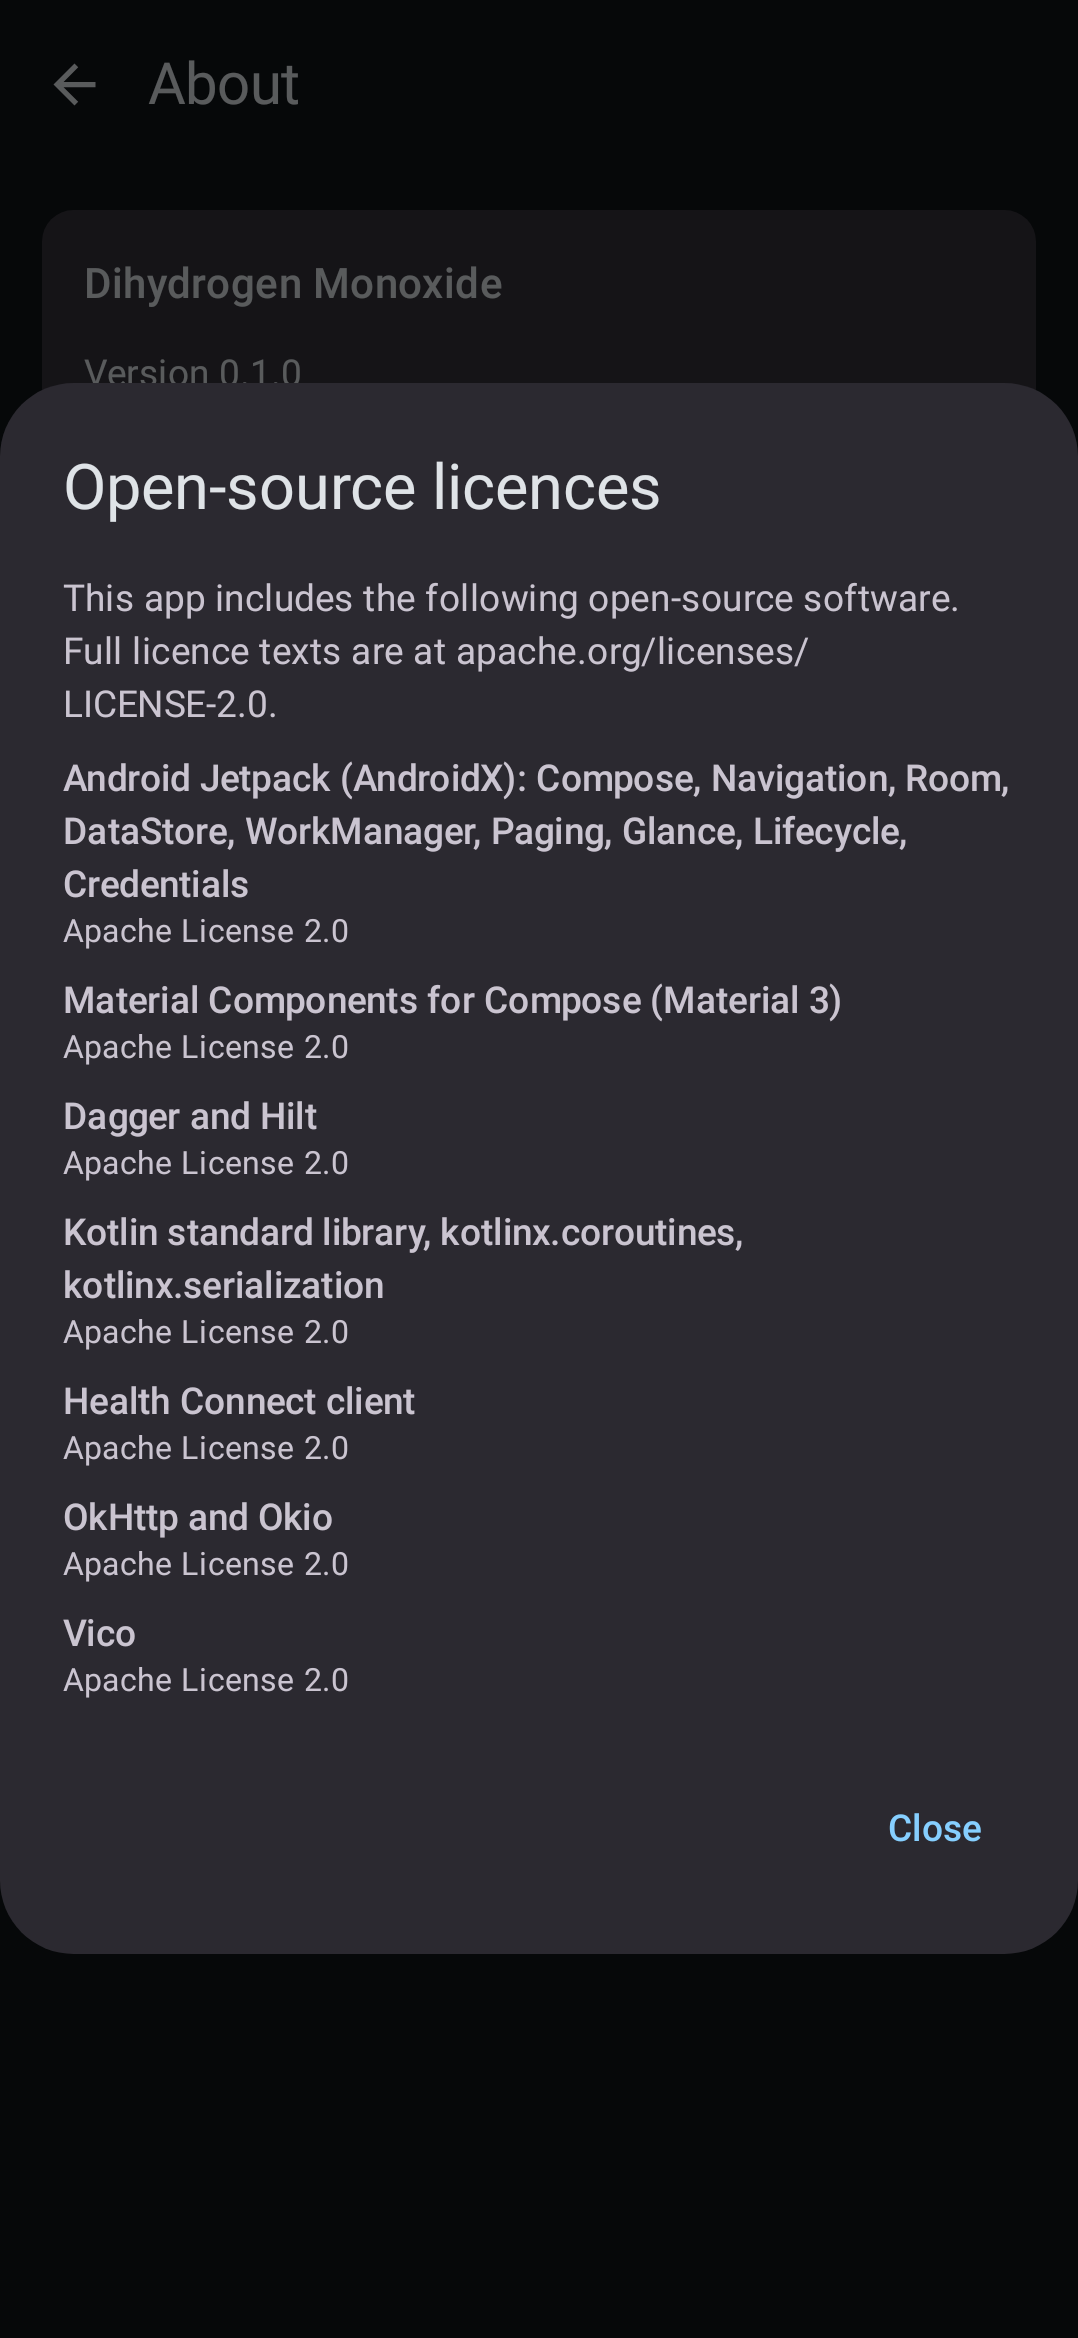 About
Dihydrogen Monoxide
Version 0.1.0
Open-source licences
This app includes the following open-source software.
Full licence texts are at apache.org/licenses/
LICENSE-2.0.
Android Jetpack (AndroidX): Compose, Navigation, Room,
DataStore, WorkManager, Paging, Glance, Lifecycle,
Credentials
Apache License 2.0
Material Components for Compose (Material 3)
Apache License 2.0
Dagger and Hilt
Apache License 2.0
Kotlin standard library, kotlinx.coroutines,
kotlinx.serialization
Apache License 2.0
Health Connect client
Apache License 2.0
OkHttp and Okio
Apache License 2.0
Vico
Apache License 2.0
Close